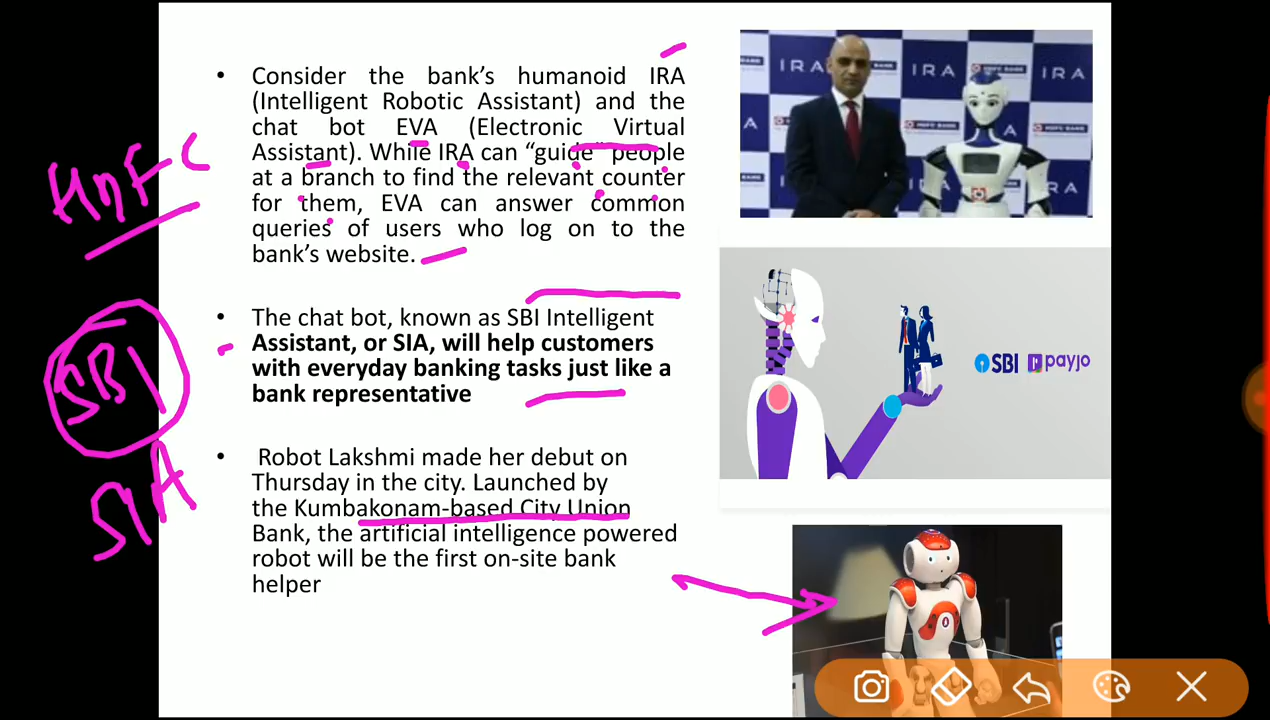 • Consider the bank's humanoid IRA
(Intelligent Robotic Assistant) and the
chat bot EVA (Electronic Virtual
Assistant). While IRA can “guide” people
at a branch to find the relevant counter
for them, EVA can answer common
queries of users who log on to the
bank's website.
• The chat bot, known as SBI Intelligent
Assistant, or SIA, will help customers
with everyday banking tasks just like a
bank representative
• Robot Lakshmi made her debut on
Thursday in the city. Launched by
the Kumbakonam-based City Union
Bank, the artificial intelligence powered
robot will be the first on-site bank
helper
SBI
SIA
IRA IRA IRA
HDFC BANK
SBI payjo